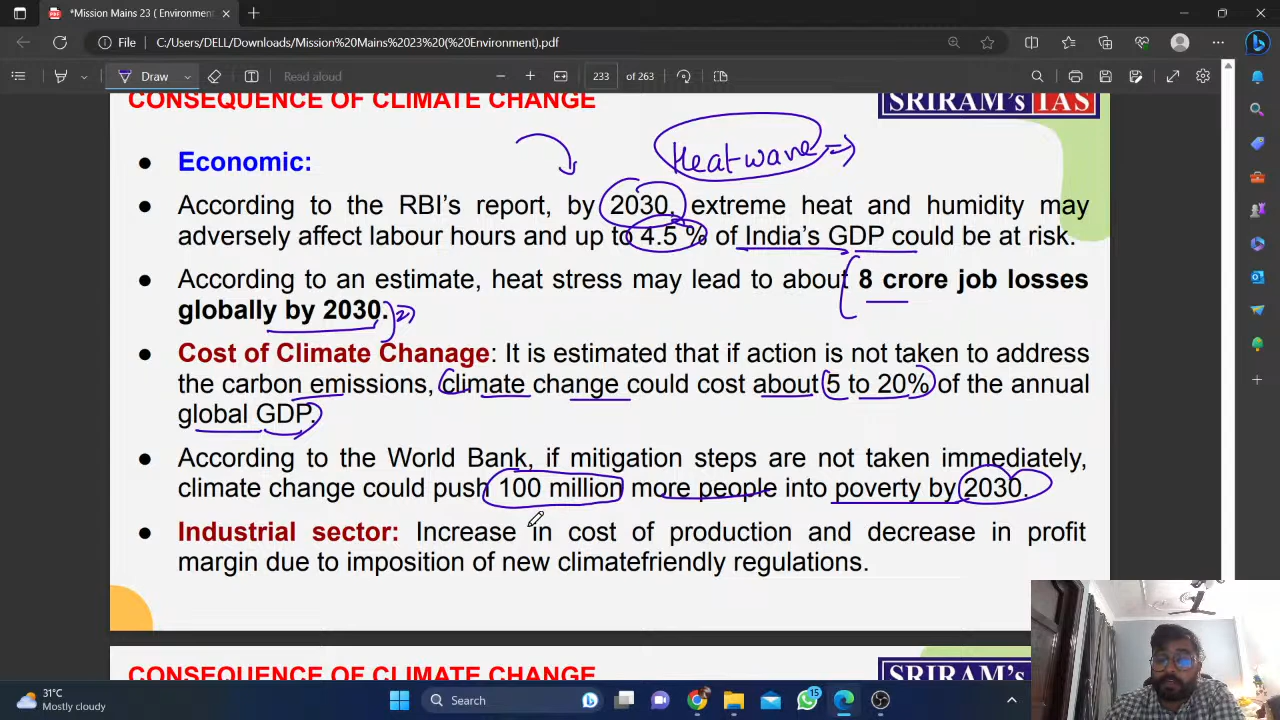 *Mission Mains 23 ( Environment
File
C:/Users/DELL/Downloads/Mission%20Mains%2023%20(%20Environment).pdf
Draw
Read aloud
233
of 263
CONSEQUENCE OF CLIMATE CHANGE
SRIRAM's IAS
Heatwave
Economic:
According to the RBI's report, by 2030, extreme heat and humidity may
adversely affect labour hours and up to 4.5 % of India's GDP could be at risk.
According to an estimate, heat stress may lead to about 8 crore job losses
globally by 2030.
Cost of Climate Chanage: It is estimated that if action is not taken to address
the carbon emissions, climate change could cost about 5 to 20% of the annual
global GDP.
According to the World Bank, if mitigation steps are not taken immediately,
climate change could push 100 million more people into poverty by 2030.
Industrial sector: Increase in cost of production and decrease in profit
margin due to imposition of new climatefriendly regulations.
CONSEQUENCE OF CLIMATE CHANGE
SRIRAM's IAS
31°C
Mostly cloudy
Search
15